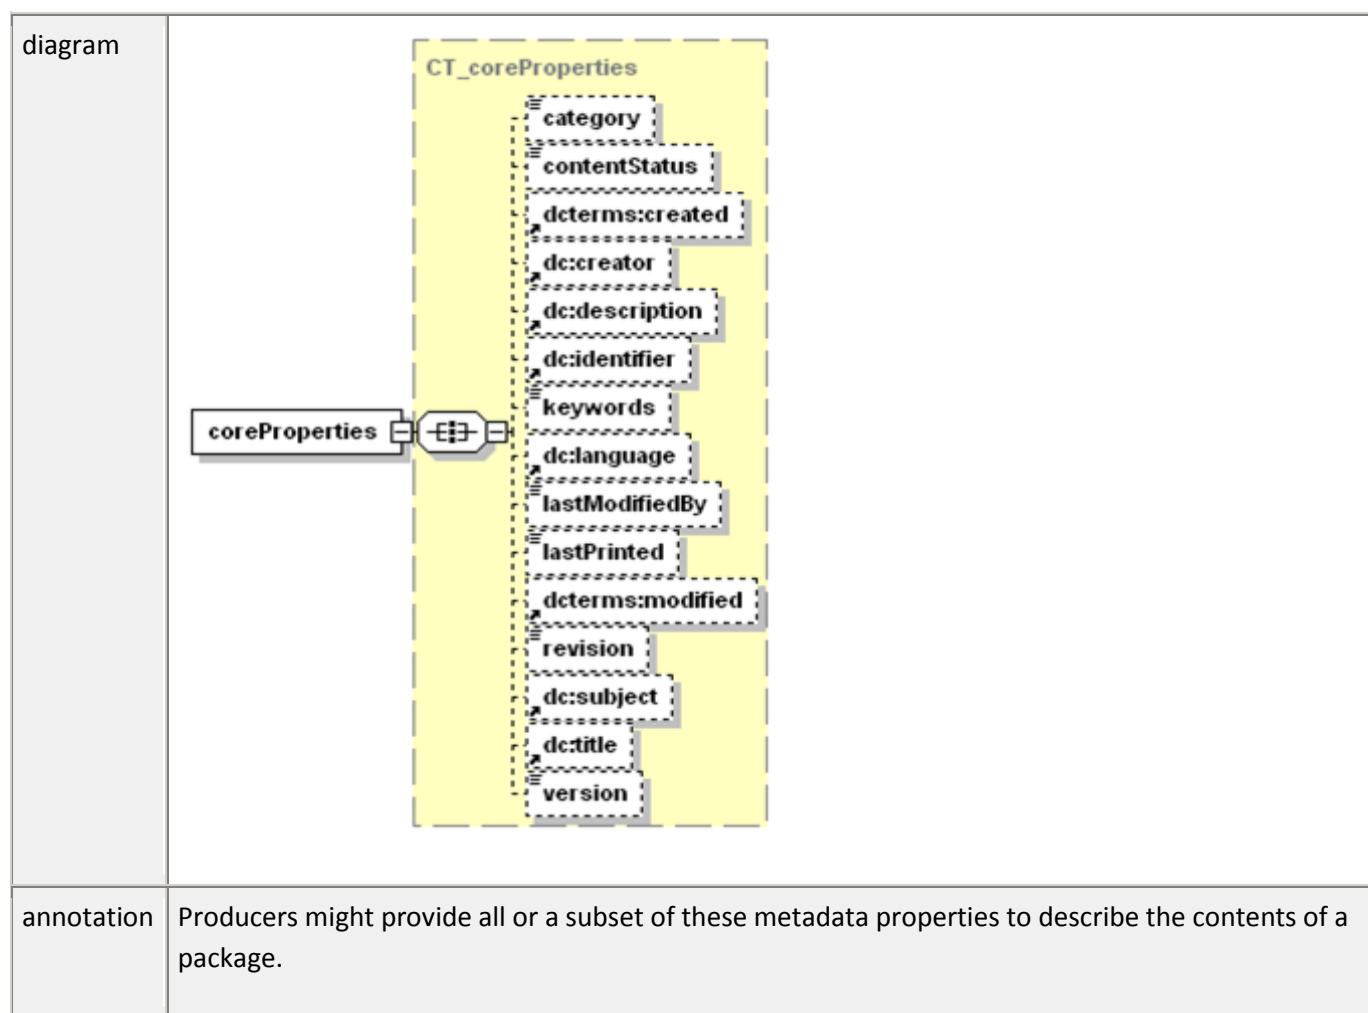 diagram
CT_coreProperties
category
contentStatus
dcterms:created
dc:creator
dc:description
dc:identifier
keywords
coreProperties
dc:language
lastModifiedBy
lastPrinted
dcterms:modified
revision
dc:subject
dc:title
version
annotation
Producers might provide all or a subset of these metadata properties to describe the contents of a
package.